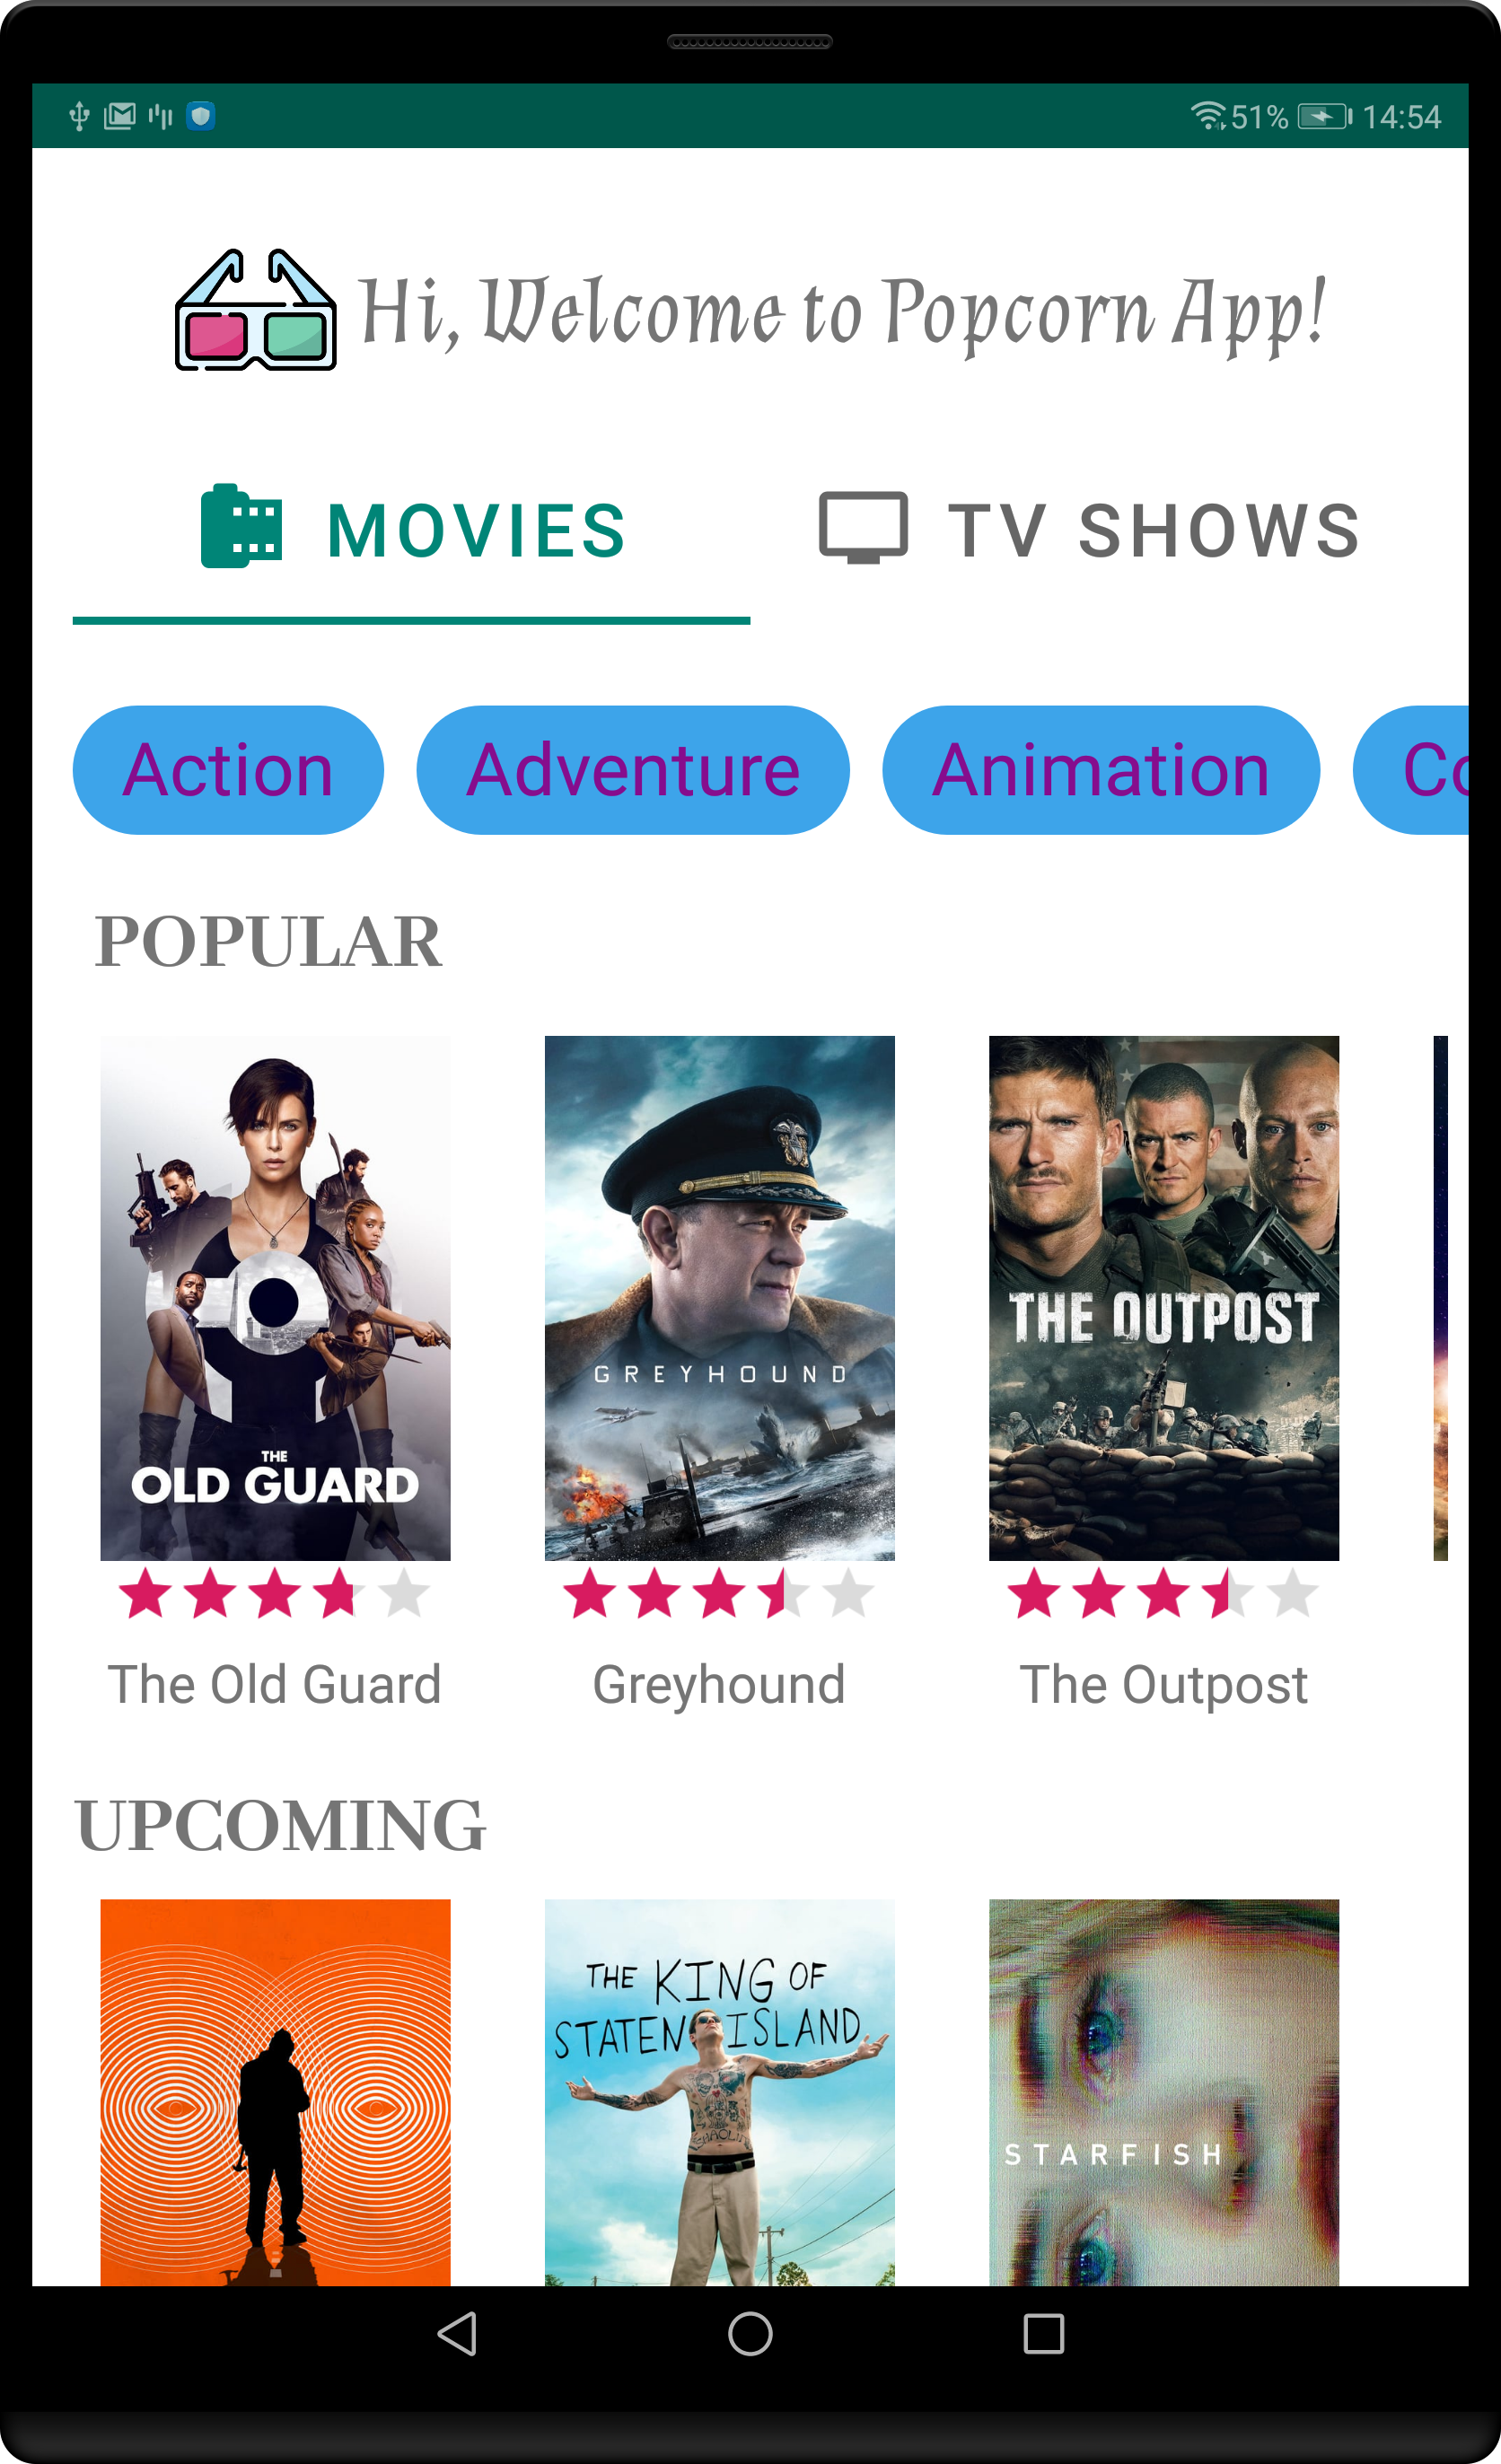 51% 14:54
Hi, Welcome to Popcorn App!
MOVIES TV SHOWS
Action Adventure Animation Co
POPULAR
GREYHOUND
THE OUTPOST
THE
OLD GUARD
The Old Guard Greyhound The Outpost
UPCOMING
THE KING OF
STATEN ISLAND
STARFISH